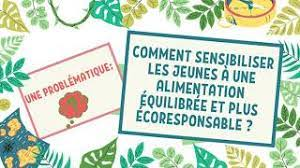 UNE PROBLÉMATIQUE:
?
COMMENT SENSIBILISER
LES JEUNES À UNE
ALIMENTATION
ÉQUILIBRÉE ET PLUS
ÉCORESPONSABLE ?